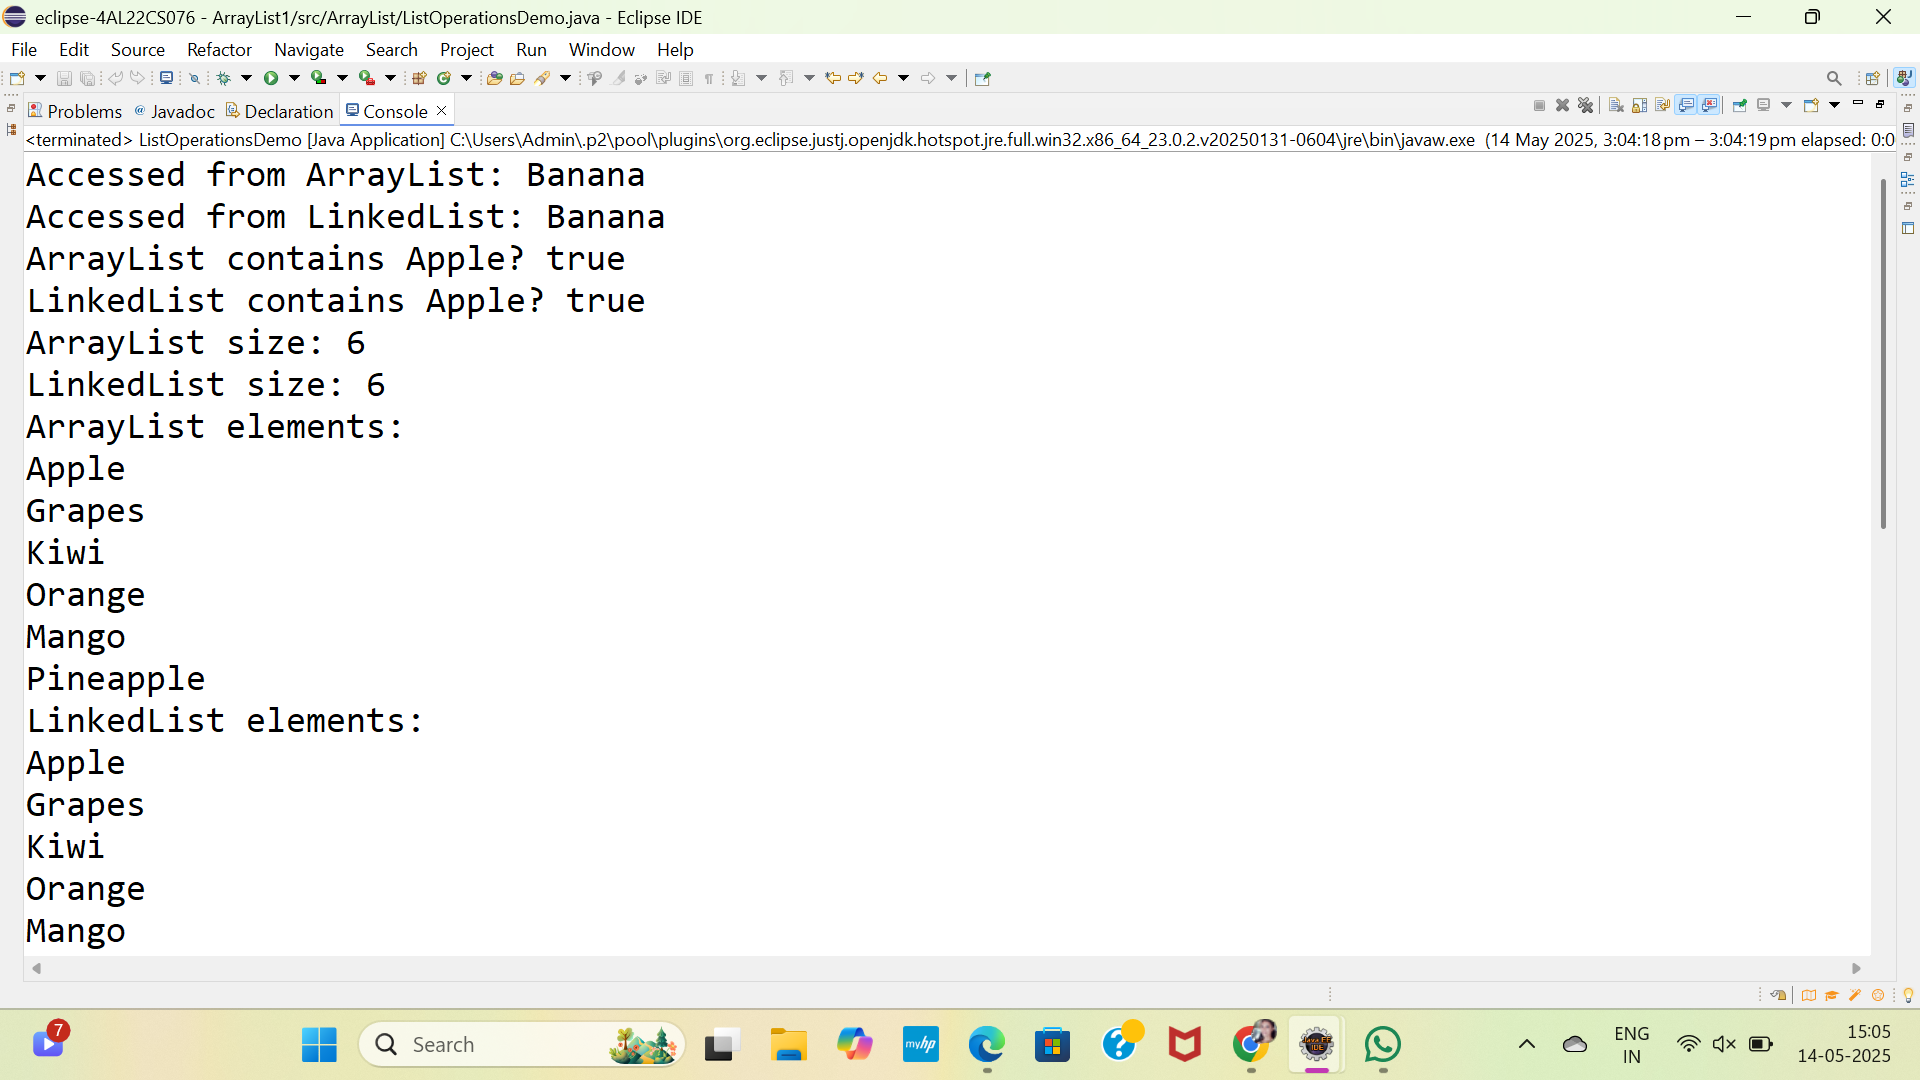 eclipse-4AL22CS076 - ArrayList1/src/ArrayList/ListOperationsDemo.java - Eclipse IDE
File Edit Source Refactor Navigate Search Project Run Window Help
Problems @ Javadoc Declaration Console
<terminated> ListOperationsDemo [Java Application] C:\Users\Admin\.p2\pool\plugins\org.eclipse.justj.openjdk.hotspot.jre.full.win32.x86_64_23.0.2.v20250131-0604\jre\bin\javaw.exe (14 May 2025, 3:04:18 pm – 3:04:19 pm elapsed: 0:0
Accessed from ArrayList: Banana
Accessed from LinkedList: Banana
ArrayList contains Apple? true
LinkedList contains Apple? true
ArrayList size: 6
LinkedList size: 6
ArrayList elements:
Apple
Grapes
Kiwi
Orange
Mango
Pineapple
LinkedList elements:
Apple
Grapes
Kiwi
Orange
Mango
7
Search
myhp
Java EE
IDE
ENG
IN
15:05
14-05-2025